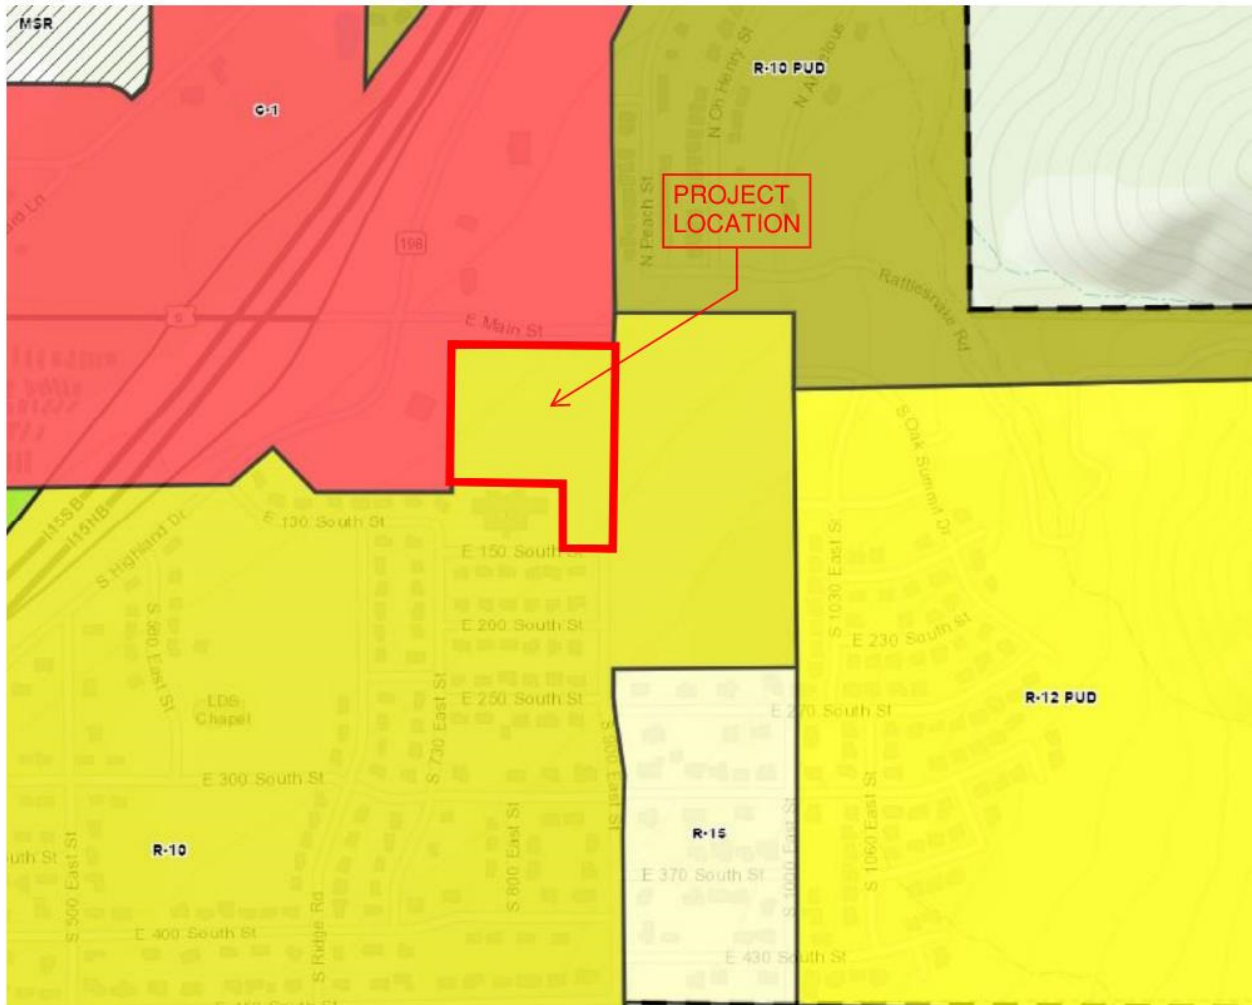 MSR
R-10 PUD
C-1
N Oh Henry St
N Peach St
PROJECT
LOCATION
198
6
E Main St
Rattlesnake Rd
S Oak Summit Dr
I-15SB
I-15NB
S Highland Dr
E 130 South St
E 150 South St
S 1030 East St
E 200 South St
E 230 South St
LDS
Chapel
E 250 South St
E 270 South St
R-12 PUD
S 730 East St
S 900 East St
E 300 South St
R-10
R-15
S 500 East St
S Ridge Rd
S 800 East St
E 370 South St
S 1000 East St
S 1060 East St
E 400 South St
E 430 South St